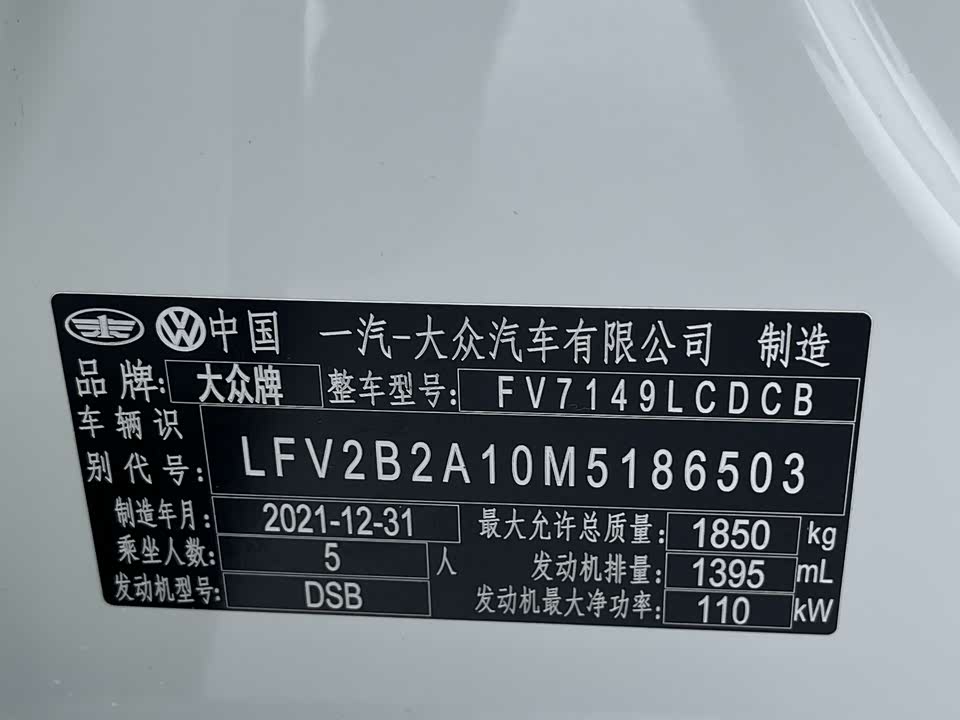 中国 一汽-大众汽车有限公司 制造
品牌: 大众牌 整车型号: FV7149LCDCB
车辆识别代号: LFV2B2A10M5186503
制造年月: 2021-12-31 最大允许总质量: 1850 kg
乘坐人数: 5 人 发动机排量: 1395 mL
发动机型号: DSB 发动机最大净功率: 110 kW